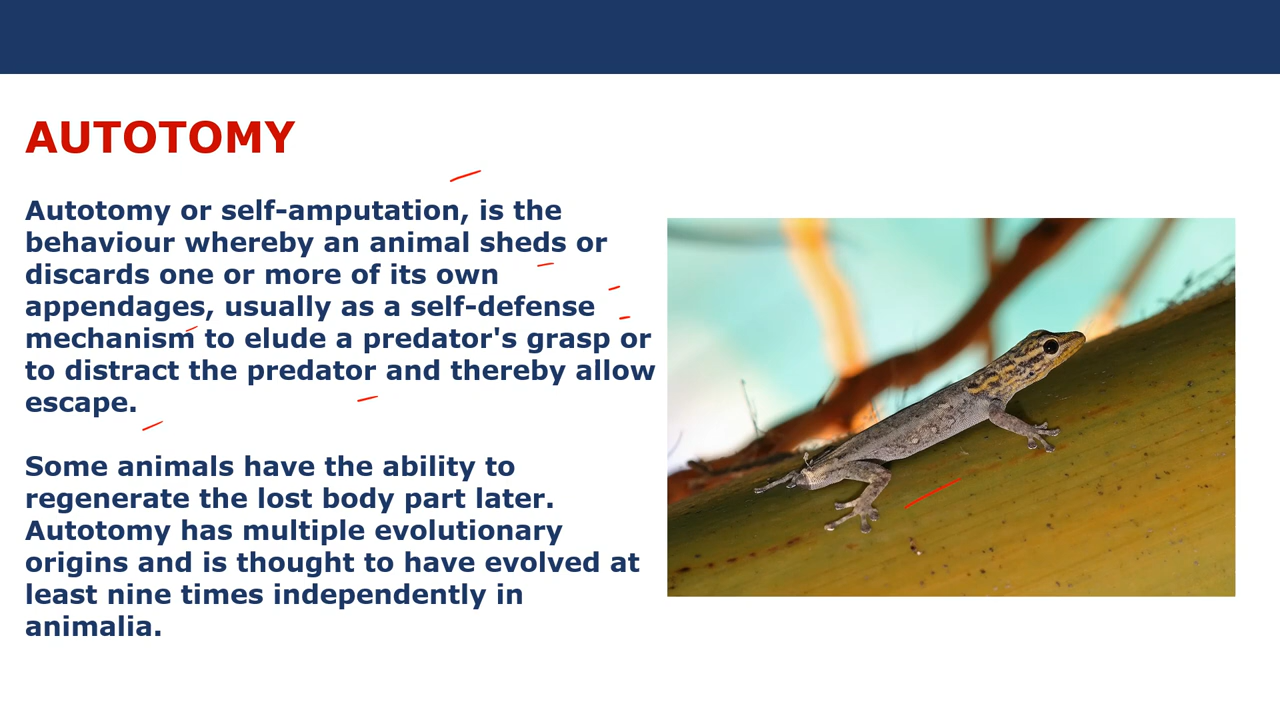 AUTOTOMY
Autotomy or self-amputation, is the
behaviour whereby an animal sheds or
discards one or more of its own
appendages, usually as a self-defense
mechanism to elude a predator's grasp or
to distract the predator and thereby allow
escape.
Some animals have the ability to
regenerate the lost body part later.
Autotomy has multiple evolutionary
origins and is thought to have evolved at
least nine times independently in
animalia.